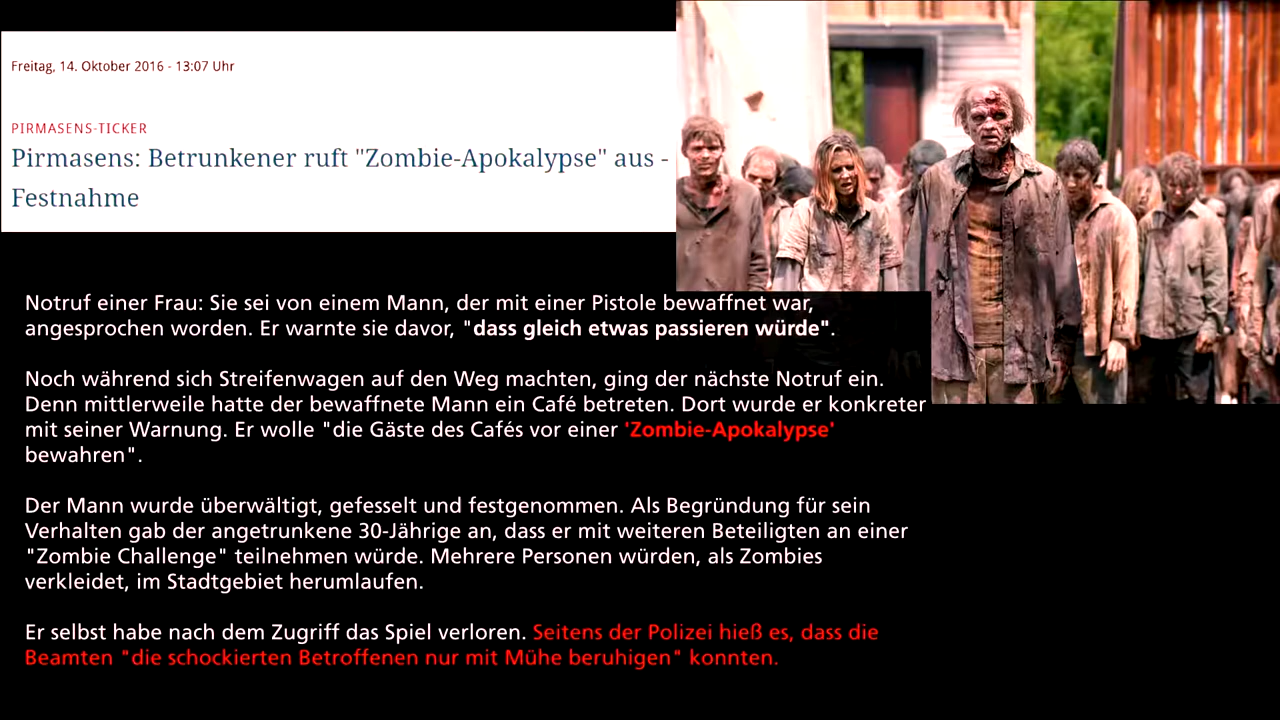 Freitag, 14. Oktober 2016 - 13:07 Uhr
PIRMASENS-TICKER
Pirmasens: Betrunkener ruft "Zombie-Apokalypse" aus -
Festnahme
Notruf einer Frau: Sie sei von einem Mann, der mit einer Pistole bewaffnet war,
angesprochen worden. Er warnte sie davor, "dass gleich etwas passieren würde".
Noch während sich Streifenwagen auf den Weg machten, ging der nächste Notruf ein.
Denn mittlerweile hatte der bewaffnete Mann ein Café betreten. Dort wurde er konkreter
mit seiner Warnung. Er wolle "die Gäste des Cafés vor einer 'Zombie-Apokalypse'
bewahren".
Der Mann wurde überwältigt, gefesselt und festgenommen. Als Begründung für sein
Verhalten gab der angetrunkene 30-Jährige an, dass er mit weiteren Beteiligten an einer
"Zombie Challenge" teilnehmen würde. Mehrere Personen würden, als Zombies
verkleidet, im Stadtgebiet herumlaufen.
Er selbst habe nach dem Zugriff das Spiel verloren. Seitens der Polizei hieß es, dass die
Beamten "die schockierten Betroffenen nur mit Mühe beruhigen" konnten.